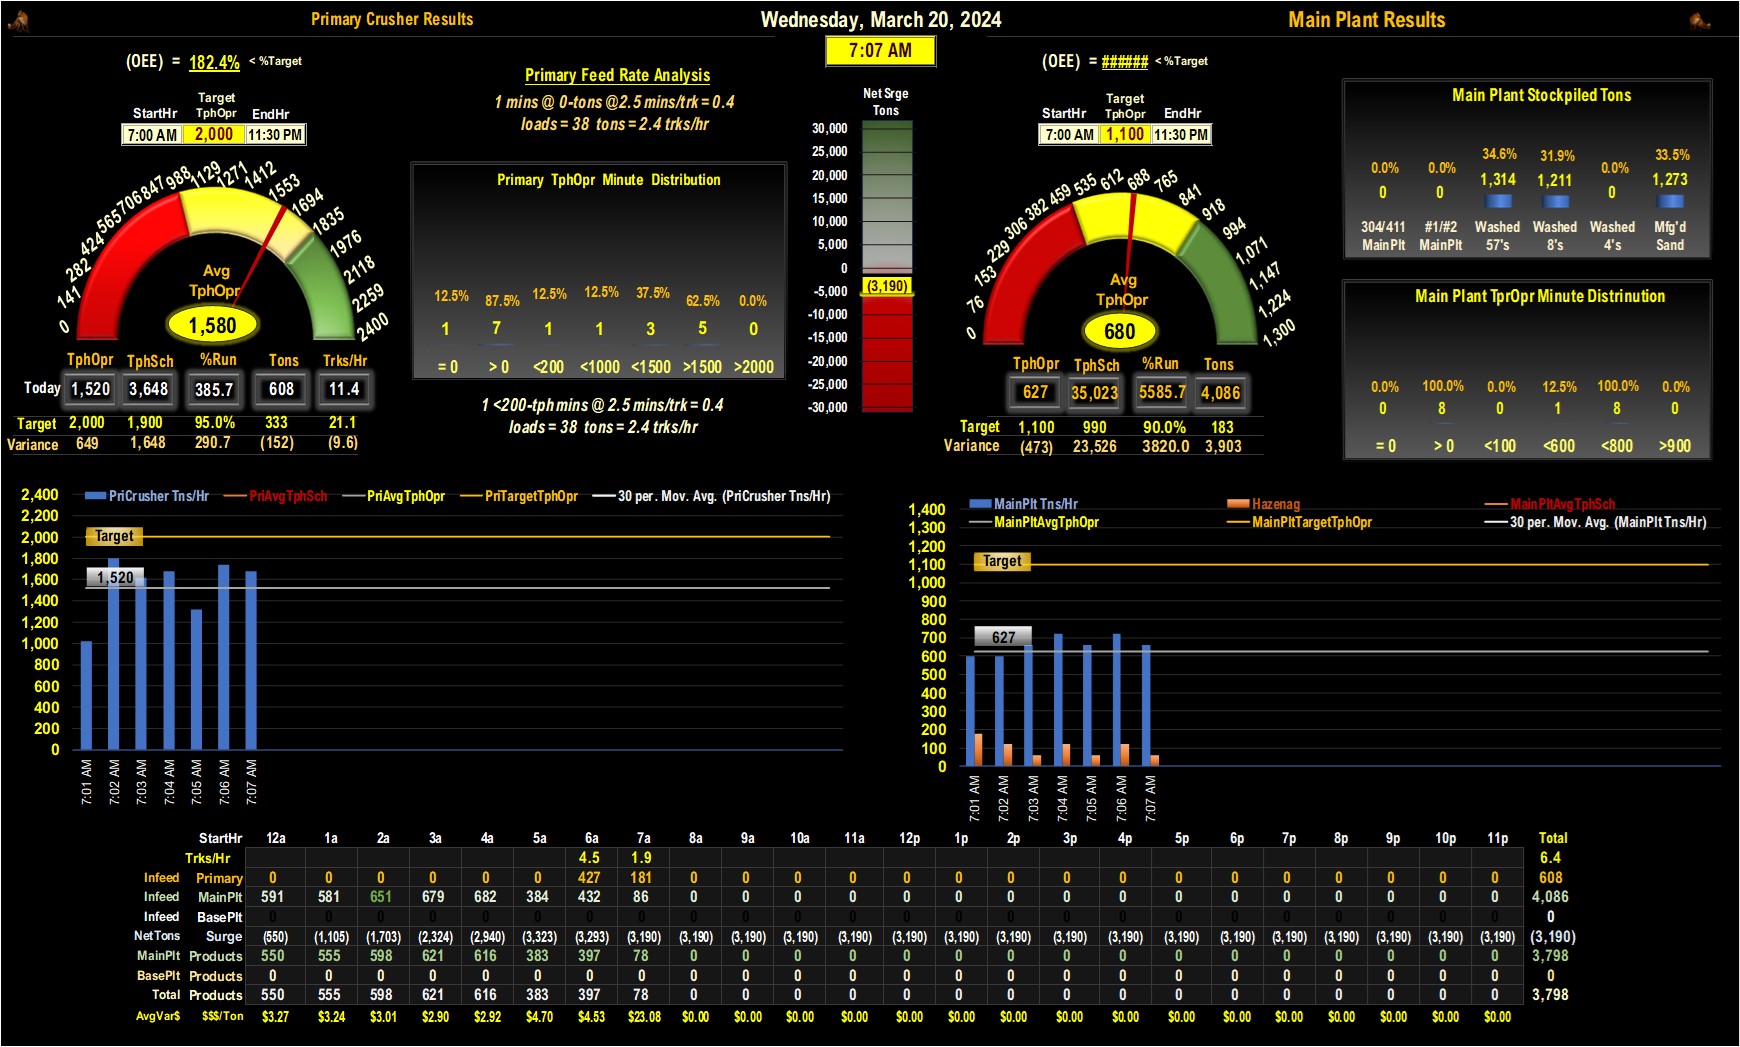 Primary Crusher Results
Wednesday, March 20, 2024
Main Plant Results
7:07 AM
(OEE) = 182.4% < %Target
Target
StartHr TphOpr EndHr
7:00 AM 2,000 11:30 PM
0 141 282 424 565 706 847 988 1129 1271 1412 1553 1694 1835 1976 2118 2259 2400
Avg
TphOpr
1,580
TphOpr TphSch %Run Tons Trks/Hr
Today 1,520 3,648 385.7 608 11.4
Target 2,000 1,900 95.0% 333 21.1
Variance 649 1,648 290.7 (152) (9.6)
Primary Feed Rate Analysis
1 mins @ 0-tons @2.5 mins/trk = 0.4
loads = 38 tons = 2.4 trks/hr
Primary TphOpr Minute Distribution
12.5% 87.5% 12.5% 12.5% 37.5% 62.5% 0.0%
1 7 1 1 3 5 0
= 0 > 0 <200 <1000 <1500 >1500 >2000
1 <200-tph mins @ 2.5 mins/trk = 0.4
loads = 38 tons = 2.4 trks/hr
Net Srge
Tons
30,000
25,000
20,000
15,000
10,000
5,000
0
(3,190)
-5,000
-10,000
-15,000
-20,000
-25,000
-30,000
(OEE) = ###### < %Target
Target
StartHr TphOpr EndHr
7:00 AM 1,100 11:30 PM
0 76 153 229 306 382 459 535 612 688 765 841 918 994 1,071 1,147 1,224 1,300
Avg
TphOpr
680
TphOpr TphSch %Run Tons
627 35,023 5585.7 4,086
Target 1,100 990 90.0% 183
Variance (473) 23,526 3820.0 3,903
Main Plant Stockpiled Tons
0.0% 0.0% 34.6% 31.9% 0.0% 33.5%
0 0 1,314 1,211 0 1,273
304/411 #1/#2 Washed Washed Washed Mfg'd
MainPlt MainPlt 57's 8's 4's Sand
Main Plant TprOpr Minute Distrinution
0.0% 100.0% 0.0% 12.5% 100.0% 0.0%
0 8 0 1 8 0
= 0 > 0 <100 <600 <800 >900
PriCrusher Tns/Hr PriAvgTphSch PriAvgTphOpr PriTargetTphOpr 30 per. Mov. Avg. (PriCrusher Tns/Hr)
2,400
2,200
2,000
1,800
1,600
1,400
1,200
1,000
800
600
400
200
0
Target
1,520
7:01 AM 7:02 AM 7:03 AM 7:04 AM 7:05 AM 7:06 AM 7:07 AM
MainPlt Tns/Hr Hazenag MainPltAvgTphSch
MainPltAvgTphOpr MainPltTargetTphOpr 30 per. Mov. Avg. (MainPlt Tns/Hr)
1,400
1,300
1,200
1,100
1,000
900
800
700
600
500
400
300
200
100
0
Target
627
7:01 AM 7:02 AM 7:03 AM 7:04 AM 7:05 AM 7:06 AM 7:07 AM
StartHr 12a 1a 2a 3a 4a 5a 6a 7a 8a 9a 10a 11a 12p 1p 2p 3p 4p 5p 6p 7p 8p 9p 10p 11p Total
Trks/Hr 4.5 1.9 6.4
Infeed Primary 0 0 0 0 0 0 427 181 0 0 0 0 0 0 0 0 0 0 0 0 0 0 0 0 608
Infeed MainPlt 591 581 651 679 682 384 432 86 0 0 0 0 0 0 0 0 0 0 0 0 0 0 0 0 4,086
Infeed BasePlt 0 0 0 0 0 0 0 0 0 0 0 0 0 0 0 0 0 0 0 0 0 0 0 0 0
NetTons Surge (550) (1,105) (1,703) (2,324) (2,940) (3,323) (3,293) (3,190) (3,190) (3,190) (3,190) (3,190) (3,190) (3,190) (3,190) (3,190) (3,190) (3,190) (3,190) (3,190) (3,190) (3,190) (3,190) (3,190) (3,190)
MainPlt Products 550 555 598 621 616 383 397 78 0 0 0 0 0 0 0 0 0 0 0 0 0 0 0 0 3,798
BasePlt Products 0 0 0 0 0 0 0 0 0 0 0 0 0 0 0 0 0 0 0 0 0 0 0 0 0
Total Products 550 555 598 621 616 383 397 78 0 0 0 0 0 0 0 0 0 0 0 0 0 0 0 0 3,798
AvgVar$ $$$/Ton $3.27 $3.24 $3.01 $2.90 $2.92 $4.70 $4.53 $23.08 $0.00 $0.00 $0.00 $0.00 $0.00 $0.00 $0.00 $0.00 $0.00 $0.00 $0.00 $0.00 $0.00 $0.00 $0.00 $0.00